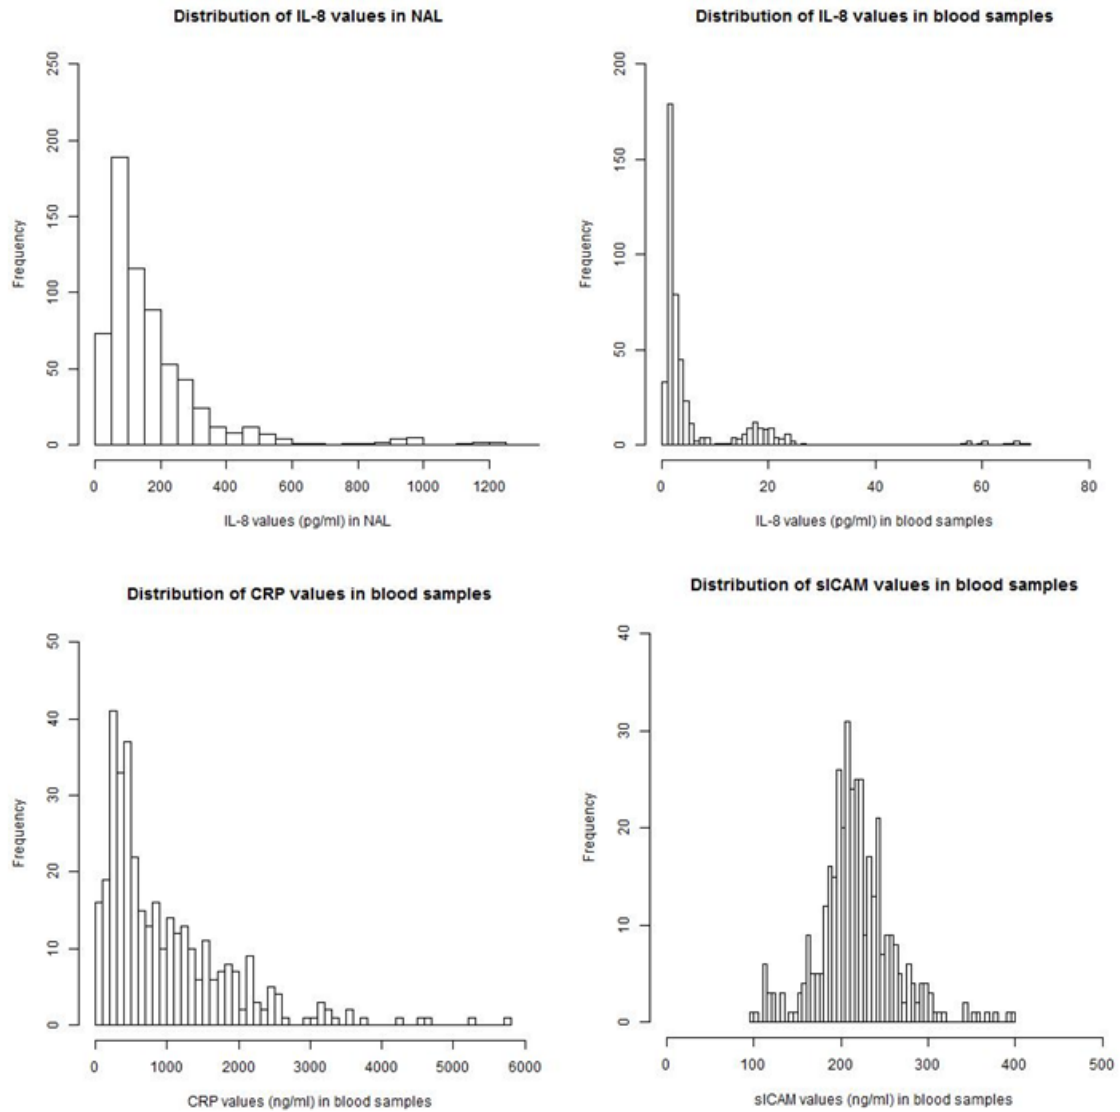 Distribution of IL-8 values in NAL
250
200
150
100
50
0
Frequency
0 200 400 600 800 1000 1200
IL-8 values (pg/ml) in NAL
Distribution of IL-8 values in blood samples
200
150
100
50
0
Frequency
0 20 40 60 80
IL-8 values (pg/ml) in blood samples
Distribution of CRP values in blood samples
50
40
30
20
10
0
Frequency
0 1000 2000 3000 4000 5000 6000
CRP values (ng/ml) in blood samples
Distribution of sICAM values in blood samples
40
30
20
10
0
Frequency
0 100 200 300 400 500
sICAM values (ng/ml) in blood samples